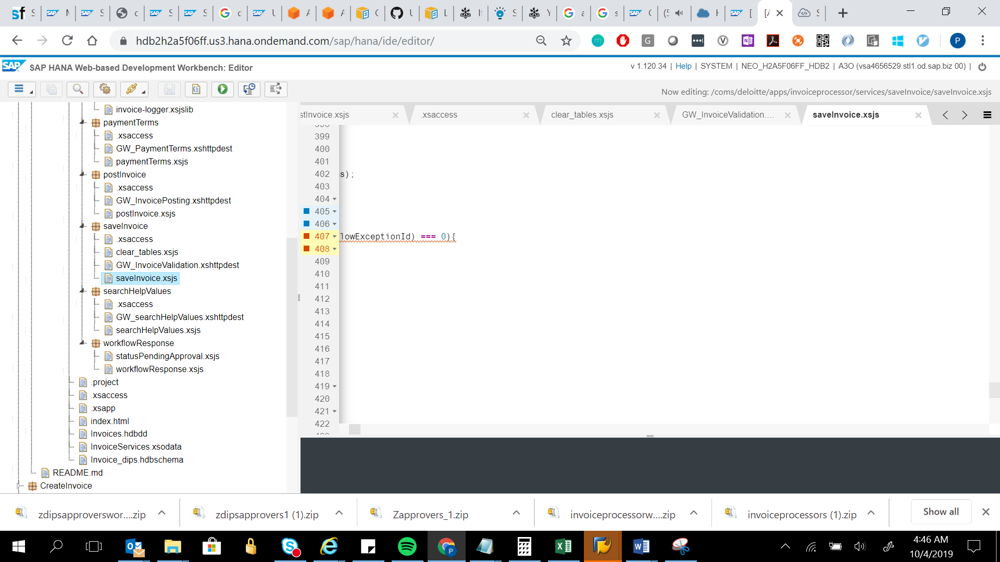 hdb2h2a5f06ff.us3.hana.ondemand.com/sap/hana/ide/editor/
SAP HANA Web-based Development Workbench: Editor
v 1.120.34 | Help | SYSTEM | NEO_H2A5F06FF_HDB2 | A3O (vsa4656529.stl1.od.sap.biz 00) |
Now editing: /coms/deloitte/apps/invoiceprocessor/services/saveInvoice/saveInvoice.xsjs
stInvoice.xsjs
.xsaccess
clear_tables.xsjs
GW_InvoiceValidation....
saveInvoice.xsjs
invoice-logger.xsjslib
paymentTerms
.xsaccess
GW_PaymentTerms.xshttpdest
paymentTerms.xsjs
postInvoice
.xsaccess
GW_InvoicePosting.xshttpdest
postInvoice.xsjs
saveInvoice
.xsaccess
clear_tables.xsjs
GW_InvoiceValidation.xshttpdest
saveInvoice.xsjs
searchHelpValues
.xsaccess
GW_searchHelpValues.xshttpdest
searchHelpValues.xsjs
workflowResponse
statusPendingApproval.xsjs
workflowResponse.xsjs
.project
.xsaccess
.xsapp
index.html
Invoices.hdbdd
InvoiceServices.xsodata
Invoice_dips.hdbschema
README.md
CreateInvoice
399
400
401
402 s);
403
404
405
406
407 lowExceptionId) === 0){
408
409
410
411
412
413
414
415
416
417
418
419
420
421
422
zdipsapproverswor....zip
zdipsapprovers1 (1).zip
Zapprovers_1.zip
invoiceprocessorw....zip
invoiceprocessors (1).zip
Show all
4:46 AM
10/4/2019